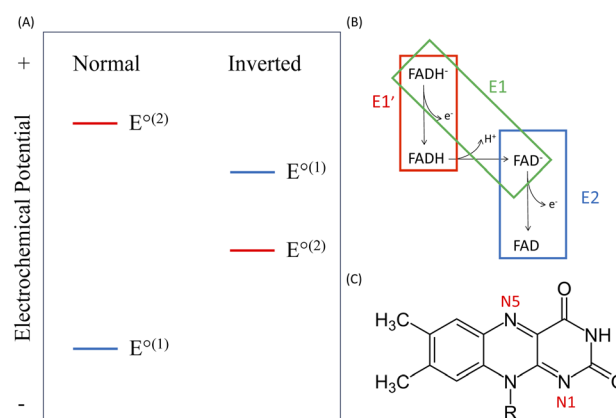 (A)
Electrochemical Potential
+
-
Normal
Inverted
E°⁽²⁾
E°⁽¹⁾
E°⁽²⁾
E°⁽¹⁾
(B)
FADH⁻
E1
E1′
e⁻
H⁺
FADH
FAD⁻
E2
e⁻
FAD
(C)
O
N5
H₃C
N
NH
H₃C
N
N
O
R
N1